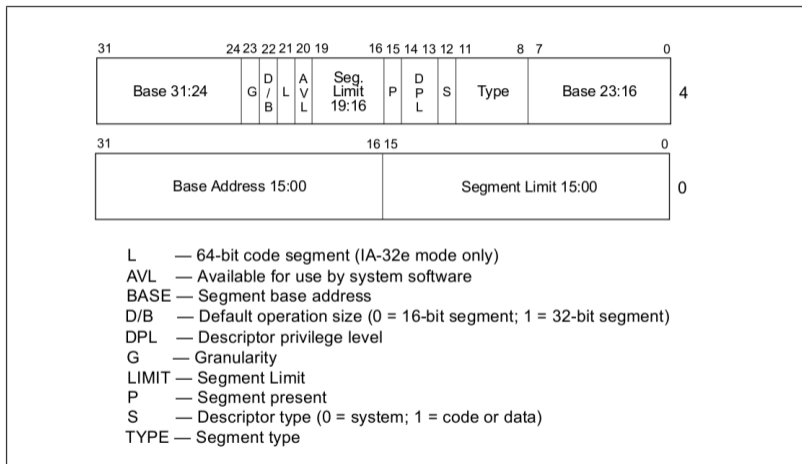 31 24 23 22 21 20 19 16 15 14 13 12 11 8 7 0
Base 31:24 G D/B L AVL Seg. Limit 19:16 P DPL S Type Base 23:16 4
31 16 15 0
Base Address 15:00 Segment Limit 15:00 0
L — 64-bit code segment (IA-32e mode only)
AVL — Available for use by system software
BASE — Segment base address
D/B — Default operation size (0 = 16-bit segment; 1 = 32-bit segment)
DPL — Descriptor privilege level
G — Granularity
LIMIT — Segment Limit
P — Segment present
S — Descriptor type (0 = system; 1 = code or data)
TYPE — Segment type